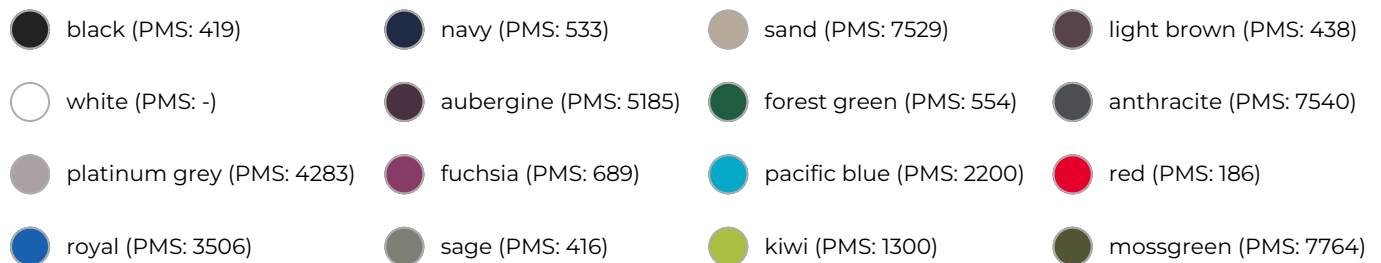 black (PMS: 419)
navy (PMS: 533)
sand (PMS: 7529)
light brown (PMS: 438)
white (PMS: -)
aubergine (PMS: 5185)
forest green (PMS: 554)
anthracite (PMS: 7540)
platinum grey (PMS: 4283)
fuchsia (PMS: 689)
pacific blue (PMS: 2200)
red (PMS: 186)
royal (PMS: 3506)
sage (PMS: 416)
kiwi (PMS: 1300)
mossgreen (PMS: 7764)